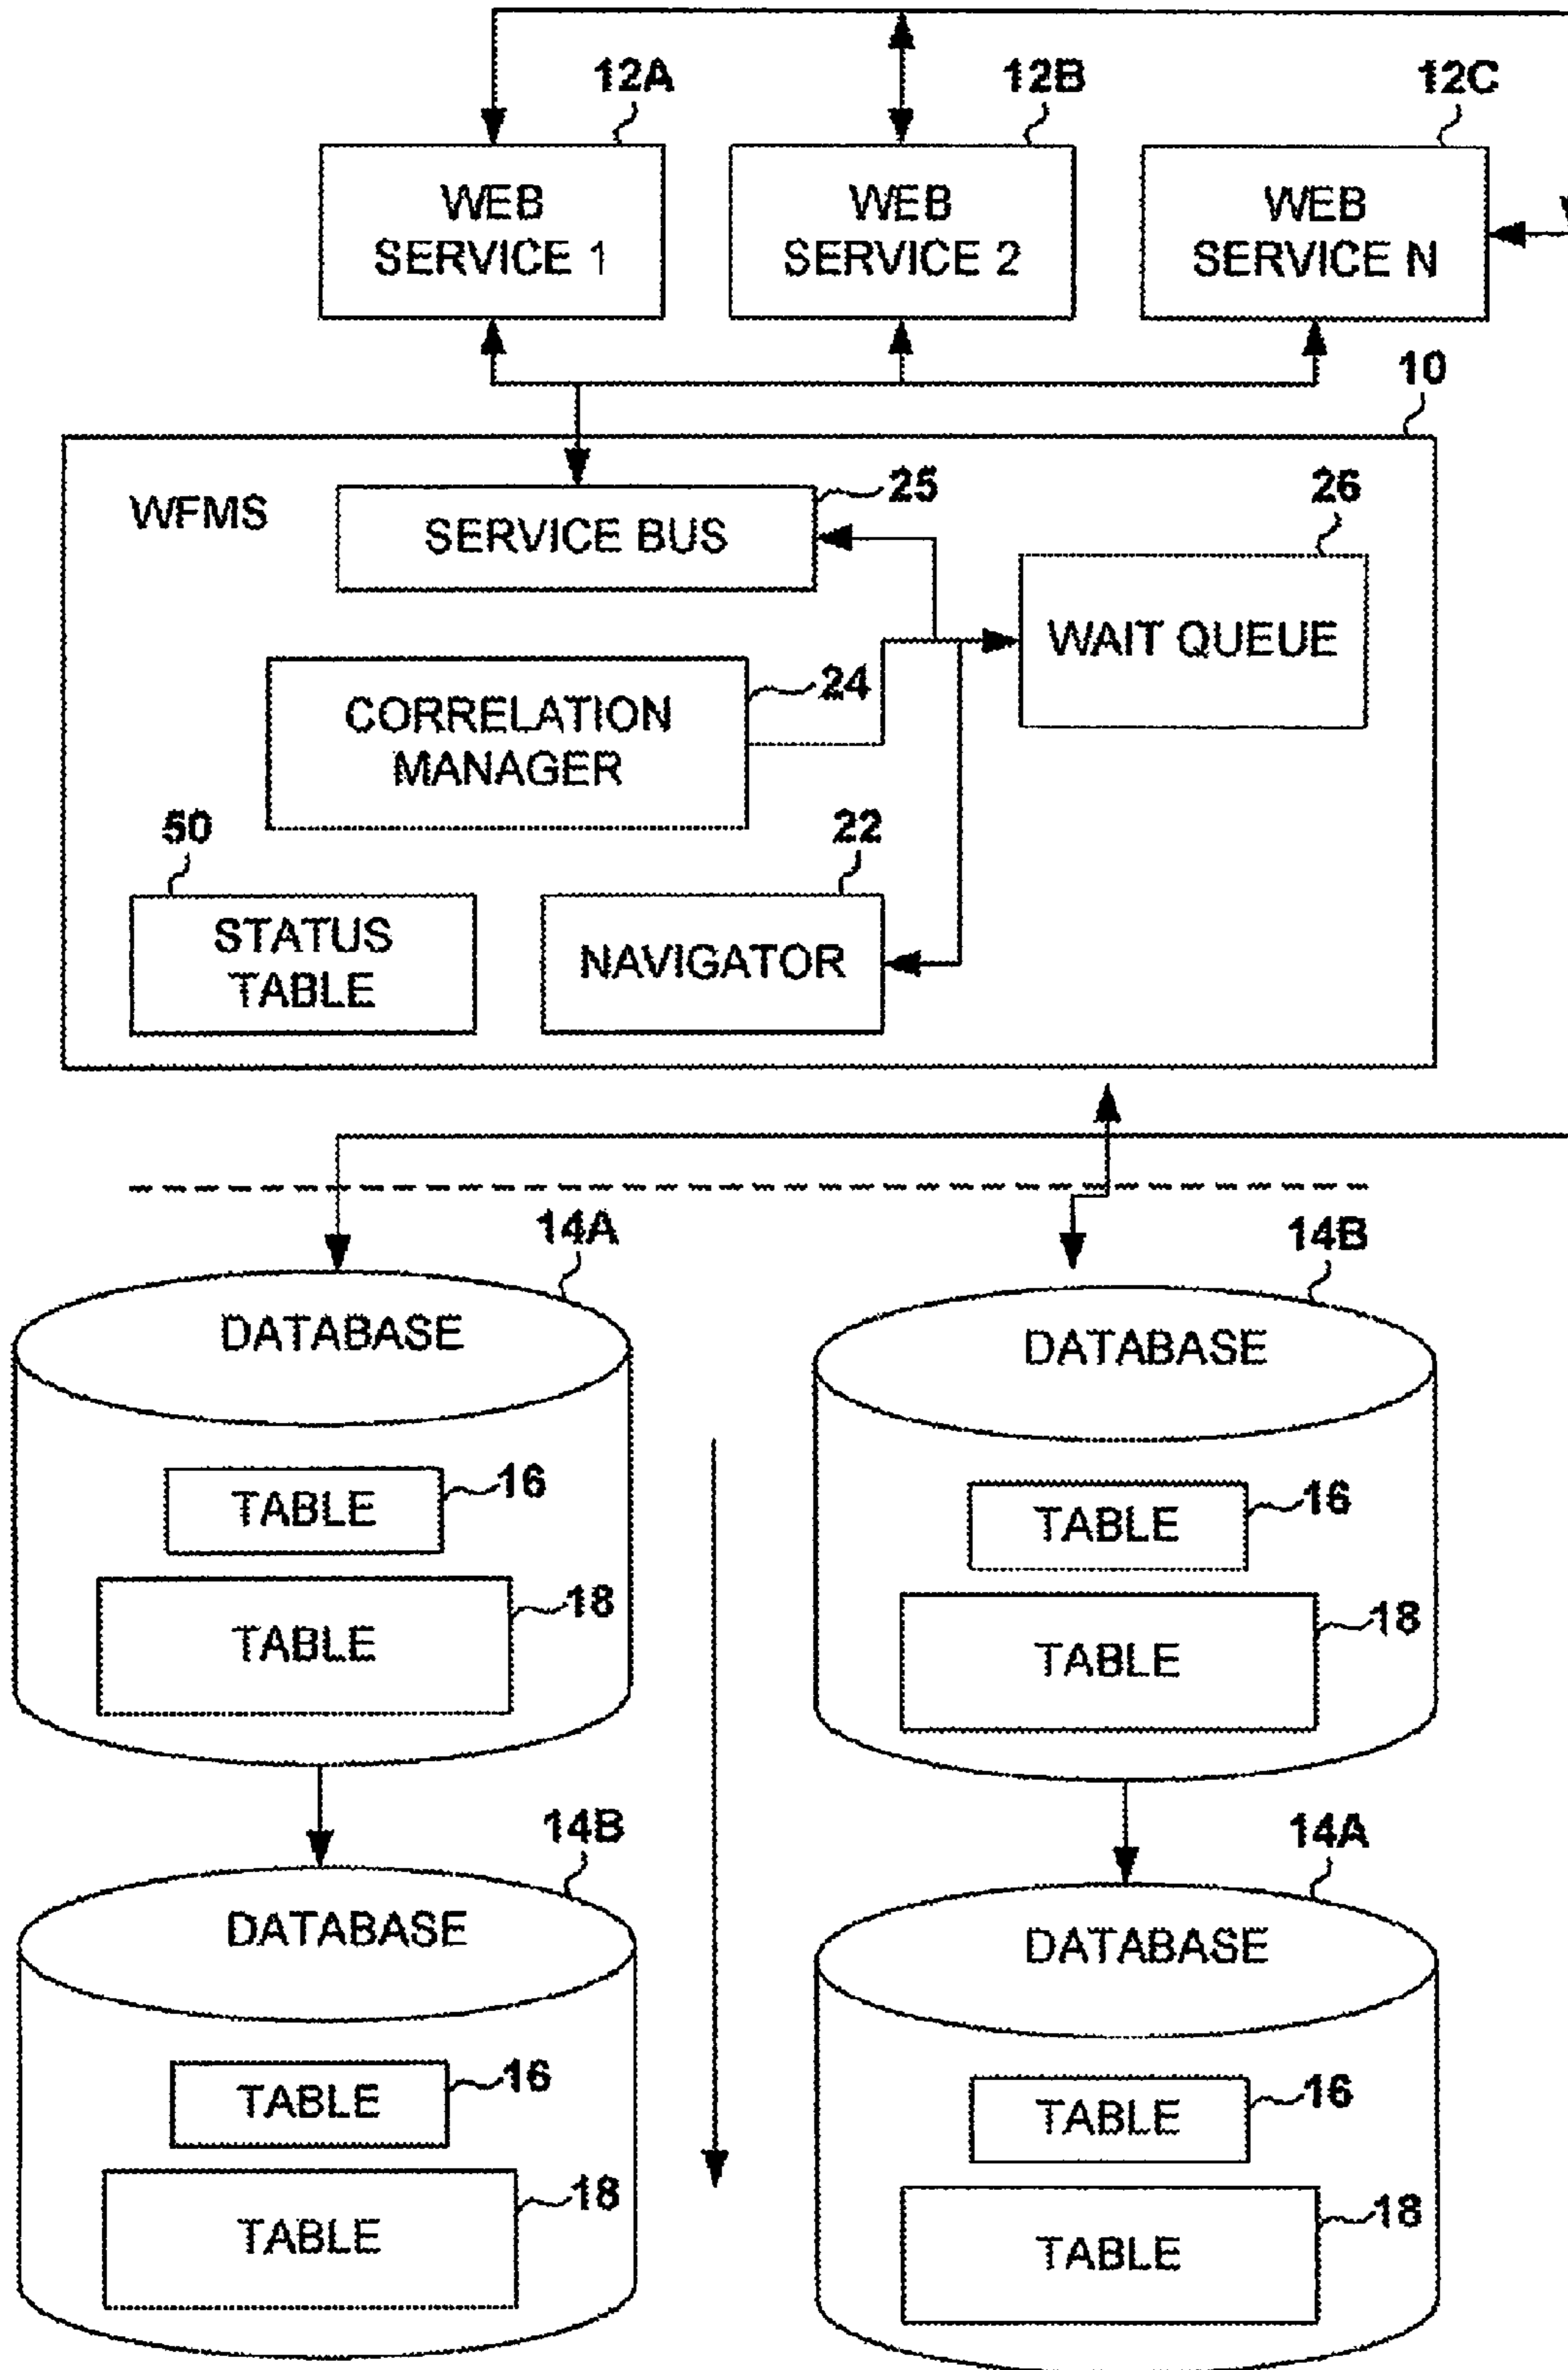 12A
12B
12C
WEB
SERVICE 1
WEB
SERVICE 2
WEB
SERVICE N
10
WFMS
SERVICE BUS
25
26
WAIT QUEUE
CORRELATION
MANAGER
24
50
STATUS
TABLE
22
NAVIGATOR
14A
DATABASE
TABLE
16
TABLE
18
14B
DATABASE
TABLE
16
TABLE
18
14B
DATABASE
TABLE
16
TABLE
18
14A
DATABASE
TABLE
16
TABLE
18